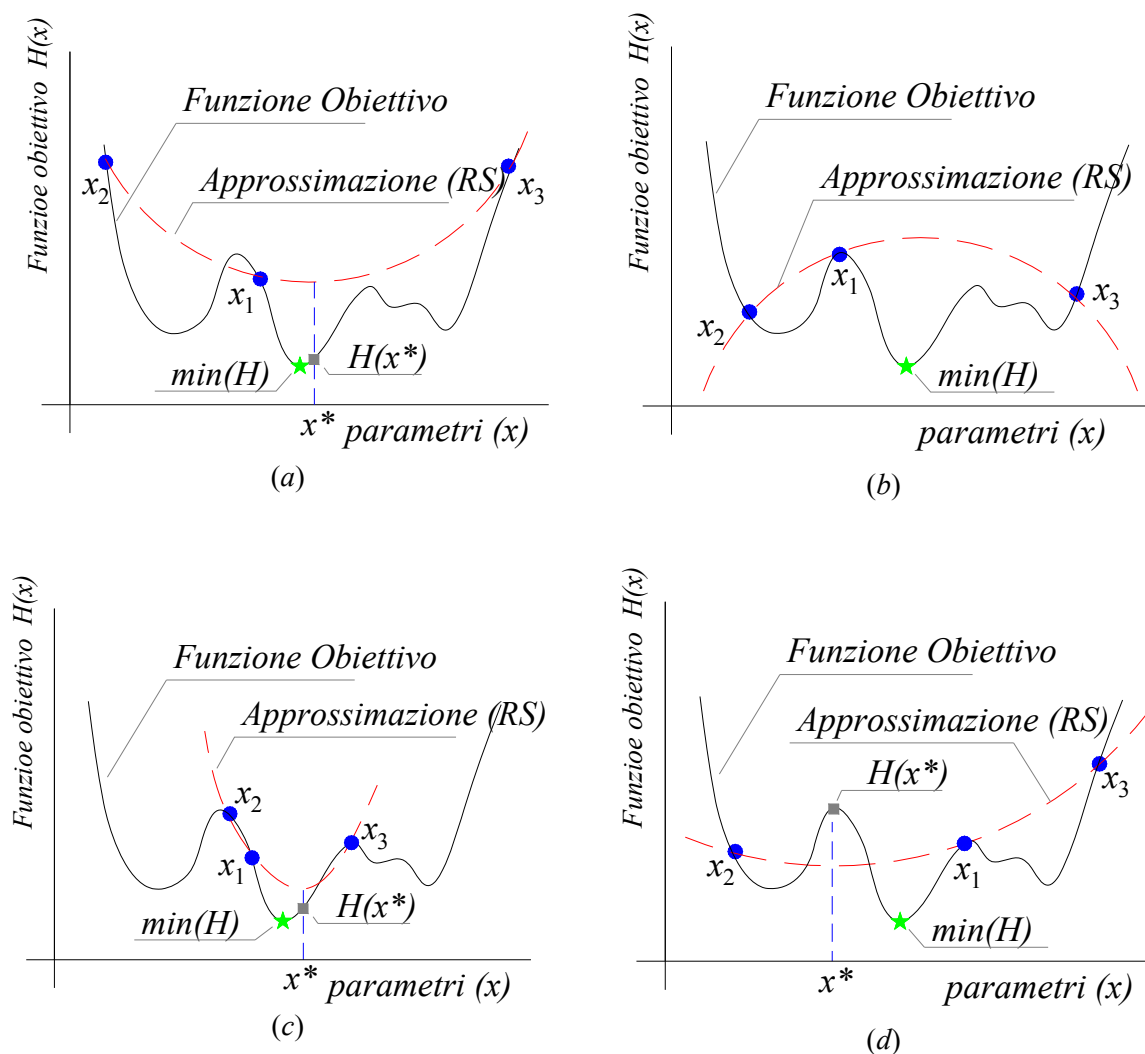 Funzioe obiettivo H(x)
Funzione Obiettivo
Approssimazione (RS)
x2
x3
x1
H(x*)
min(H)
x* parametri (x)
(a)
Funzioe obiettivo H(x)
Funzione Obiettivo
Approssimazione (RS)
x1
x3
x2
min(H)
parametri (x)
(b)
Funzioe obiettivo H(x)
Funzione Obiettivo
Approssimazione (RS)
x2
x3
x1
H(x*)
min(H)
x* parametri (x)
(c)
Funzioe obiettivo H(x)
Funzione Obiettivo
Approssimazione (RS)
H(x*)
x3
x2
x1
min(H)
x* parametri (x)
(d)